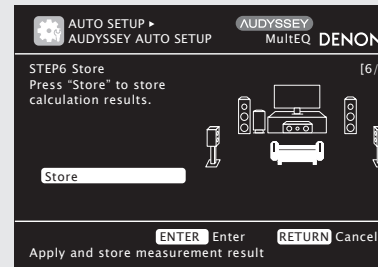 AUTO SETUP ▸
AUDYSSEY AUTO SETUP
AUDYSSEY
MultEQ DENON
STEP6 Store
[6/
Press “Store” to store
calculation results.
Store
ENTER Enter RETURN Cancel
Apply and store measurement result